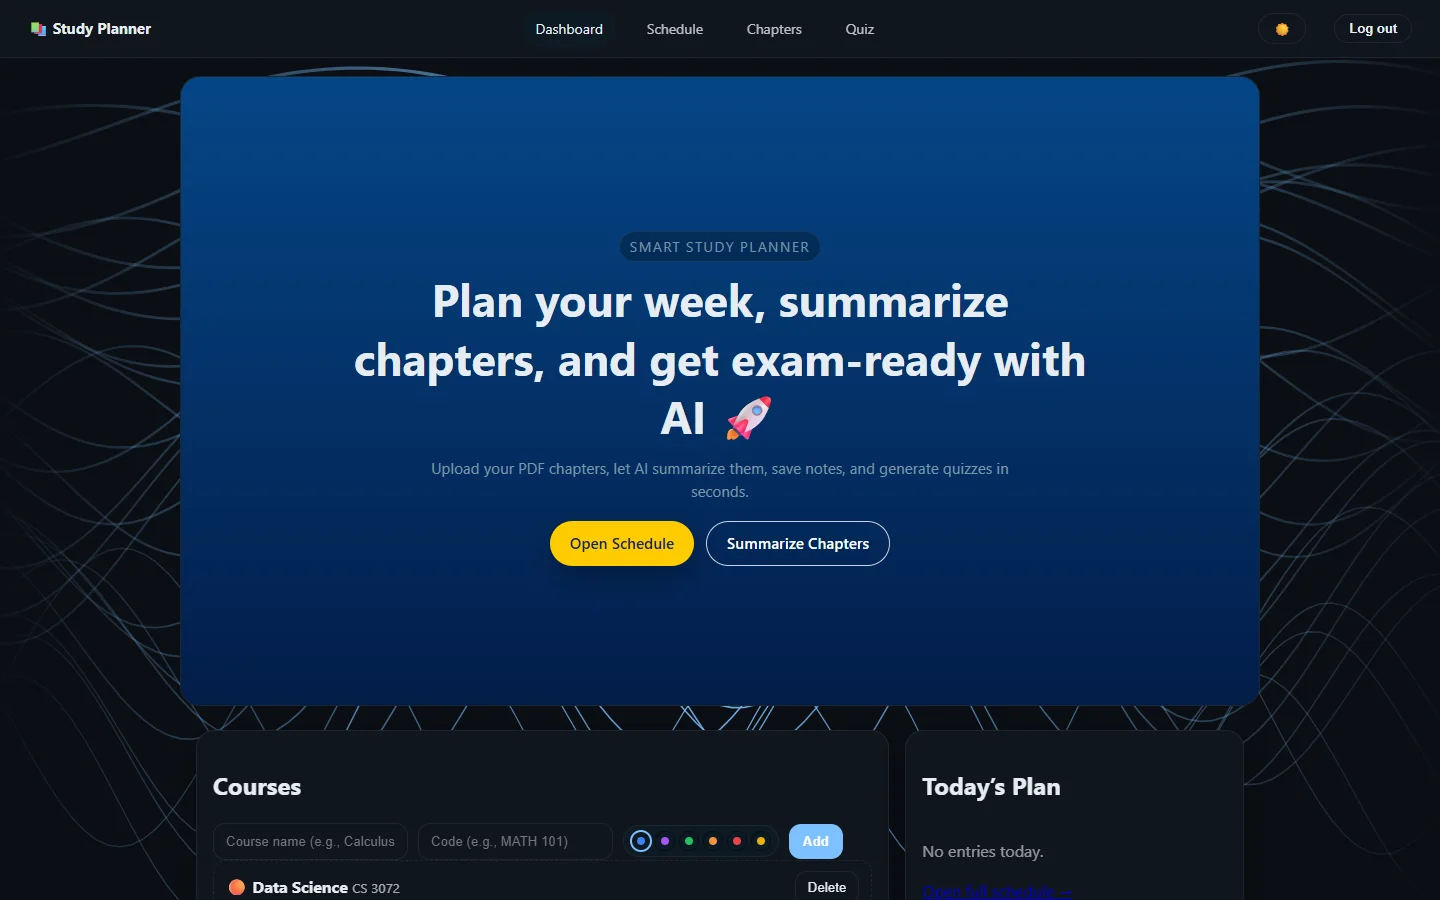 📚 Study Planner
Dashboard
Schedule
Chapters
Quiz
Log out
SMART STUDY PLANNER
Plan your week, summarize
chapters, and get exam-ready with
AI 🚀
Upload your PDF chapters, let AI summarize them, save notes, and generate quizzes in
seconds.
Open Schedule
Summarize Chapters
Courses
Course name (e.g., Calculus
Code (e.g., MATH 101)
Add
Data Science CS 3072
Delete
Today’s Plan
No entries today.
Open full schedule →